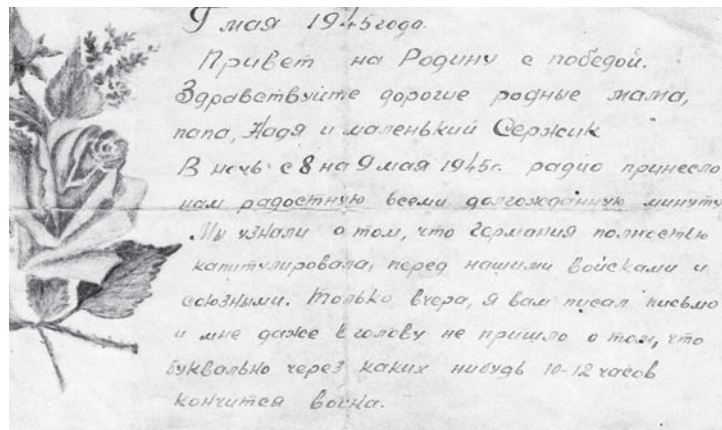 9 мая 1945 года.
Привет на Родину с победой.
Здравствуйте дорогие родные мама,
папа, Надя и маленький Сержик
В ночь с 8 на 9 мая 1945г. радио принесло
нам радостную всеми долгожданную минуту
Мы узнали о том, что Германия полностью
капитулировала, перед нашими войсками и
союзными. Только вчера, я вам писал письмо
и мне даже в голову не пришло о том, что
буквально через каких нибудь 10-12 часов
кончится война.